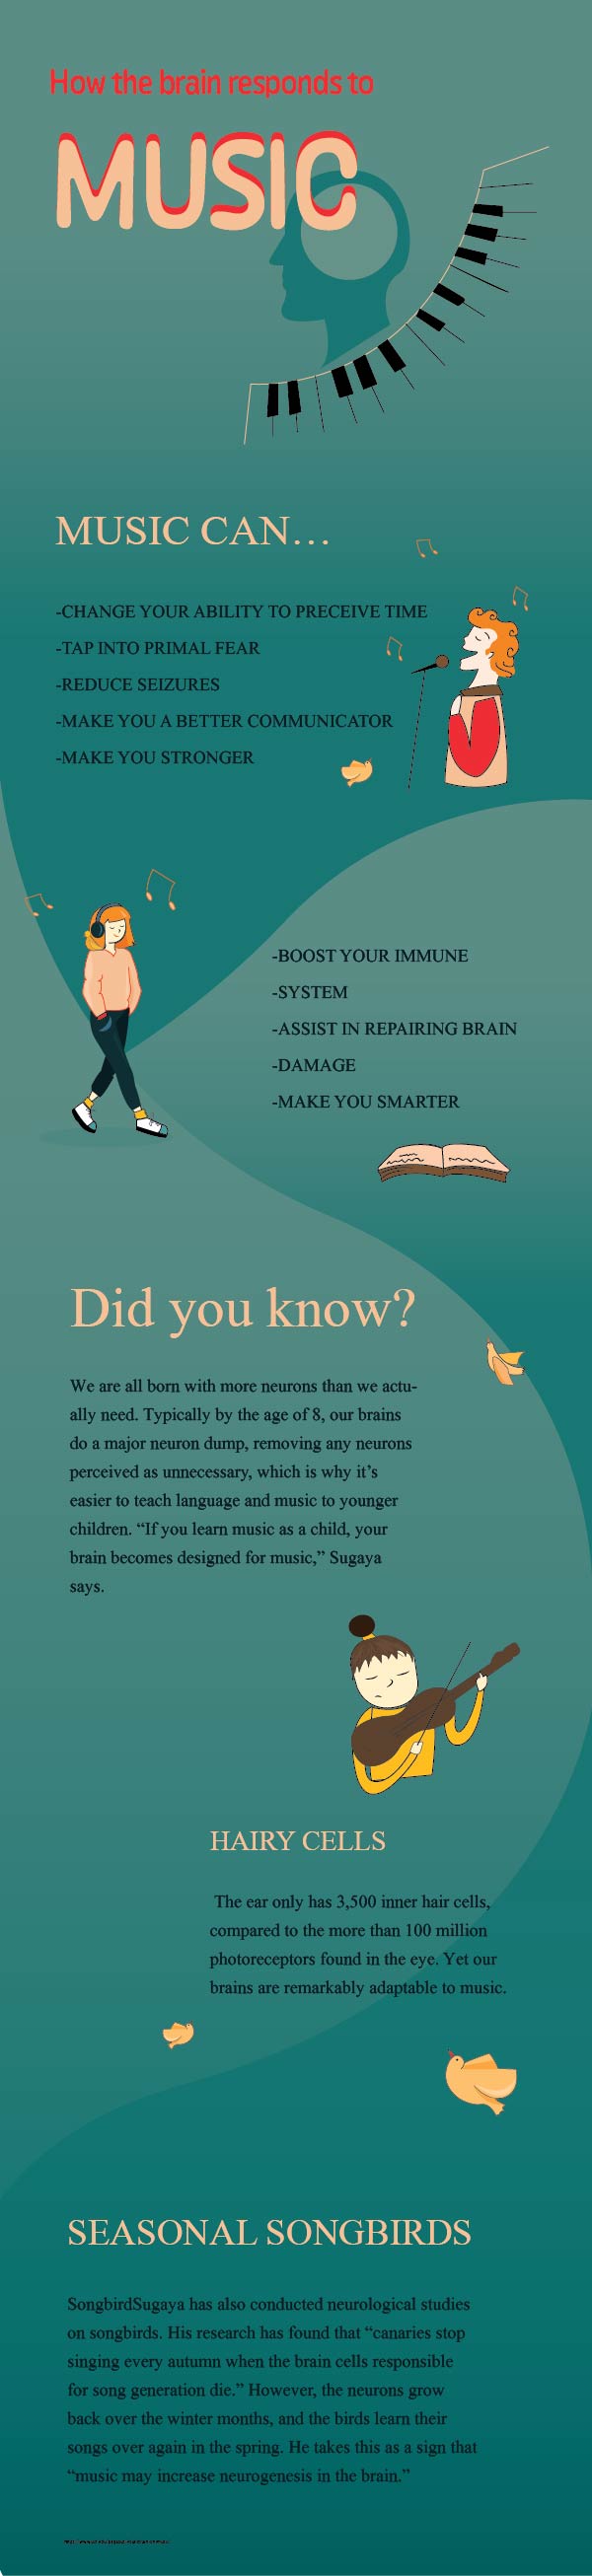 How the brain responds to
MUSIC
MUSIC CAN...
-CHANGE YOUR ABILITY TO PRECEIVE TIME
-TAP INTO PRIMAL FEAR
-REDUCE SEIZURES
-MAKE YOU A BETTER COMMUNICATOR
-MAKE YOU STRONGER
-BOOST YOUR IMMUNE
-SYSTEM
-ASSIST IN REPAIRING BRAIN
-DAMAGE
-MAKE YOU SMARTER
Did you know?
We are all born with more neurons than we actu-
ally need. Typically by the age of 8, our brains
do a major neuron dump, removing any neurons
perceived as unnecessary, which is why it’s
easier to teach language and music to younger
children. “If you learn music as a child, your
brain becomes designed for music,” Sugaya
says.
HAIRY CELLS
The ear only has 3,500 inner hair cells,
compared to the more than 100 million
photoreceptors found in the eye. Yet our
brains are remarkably adaptable to music.
SEASONAL SONGBIRDS
SongbirdSugaya has also conducted neurological studies
on songbirds. His research has found that “canaries stop
singing every autumn when the brain cells responsible
for song generation die.” However, the neurons grow
back over the winter months, and the birds learn their
songs over again in the spring. He takes this as a sign that
“music may increase neurogenesis in the brain.”